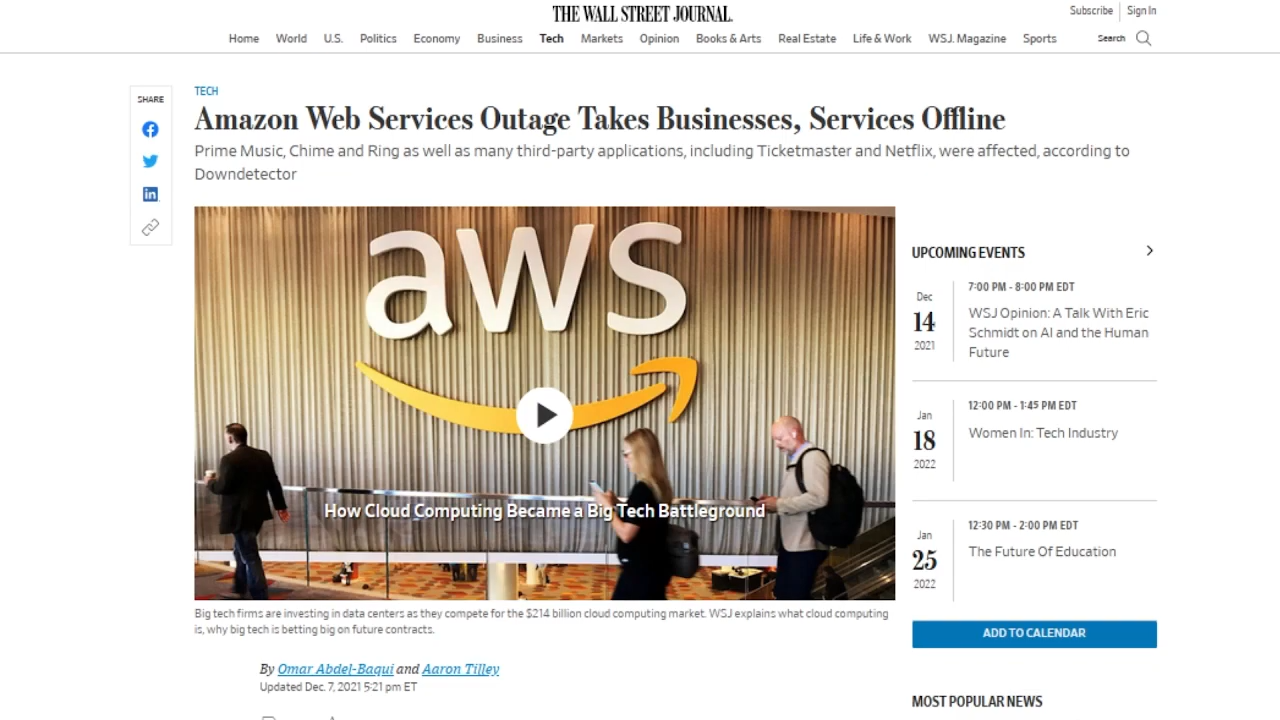 THE WALL STREET JOURNAL.
Subscribe
Sign In
Home World U.S. Politics Economy Business Tech Markets Opinion Books & Arts Real Estate Life & Work WSJ. Magazine Sports
Search
SHARE
TECH
Amazon Web Services Outage Takes Businesses, Services Offline
Prime Music, Chime and Ring as well as many third-party applications, including Ticketmaster and Netflix, were affected, according to
Downdetector
in
aws
How Cloud Computing Became a Big Tech Battleground
Big tech firms are investing in data centers as they compete for the $214 billion cloud computing market. WSJ explains what cloud computing
is, why big tech is betting big on future contracts.
By Omar Abdel-Baqui and Aaron Tilley
Updated Dec. 7, 2021 5:21 pm ET
UPCOMING EVENTS
Dec
14
2021
7:00 PM - 8:00 PM EDT
WSJ Opinion: A Talk With Eric
Schmidt on AI and the Human
Future
Jan
18
2022
12:00 PM - 1:45 PM EDT
Women In: Tech Industry
Jan
25
2022
12:30 PM - 2:00 PM EDT
The Future Of Education
ADD TO CALENDAR
MOST POPULAR NEWS